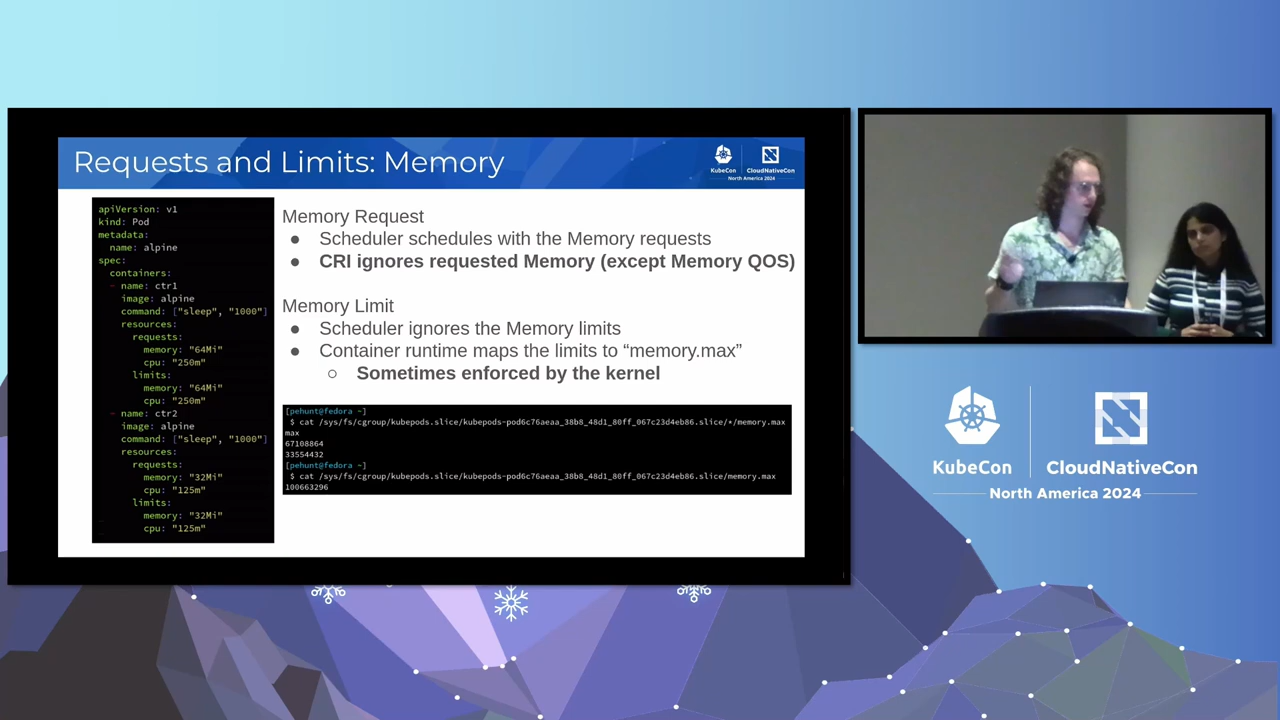 Requests and Limits: Memory
KubeCon
CloudNativeCon
North America 2024
apiVersion: v1
kind: Pod
metadata:
name: alpine
spec:
containers:
- name: ctr1
image: alpine
command: ["sleep", "1000"]
resources:
requests:
memory: "64Mi"
cpu: "250m"
limits:
memory: "64Mi"
cpu: "250m"
- name: ctr2
image: alpine
command: ["sleep", "1000"]
resources:
requests:
memory: "32Mi"
cpu: "125m"
limits:
memory: "32Mi"
cpu: "125m"
Memory Request
● Scheduler schedules with the Memory requests
● CRI ignores requested Memory (except Memory QOS)
Memory Limit
● Scheduler ignores the Memory limits
● Container runtime maps the limits to “memory.max”
○ Sometimes enforced by the kernel
[pehunt@fedora ~]
$ cat /sys/fs/cgroup/kubepods.slice/kubepods-pod6c76aeaa_38b8_48d1_80ff_067c23d4eb86.slice/*/memory.max
max
67108864
33554432
[pehunt@fedora ~]
$ cat /sys/fs/cgroup/kubepods.slice/kubepods-pod6c76aeaa_38b8_48d1_80ff_067c23d4eb86.slice/memory.max
100663296
KubeCon
CloudNativeCon
North America 2024